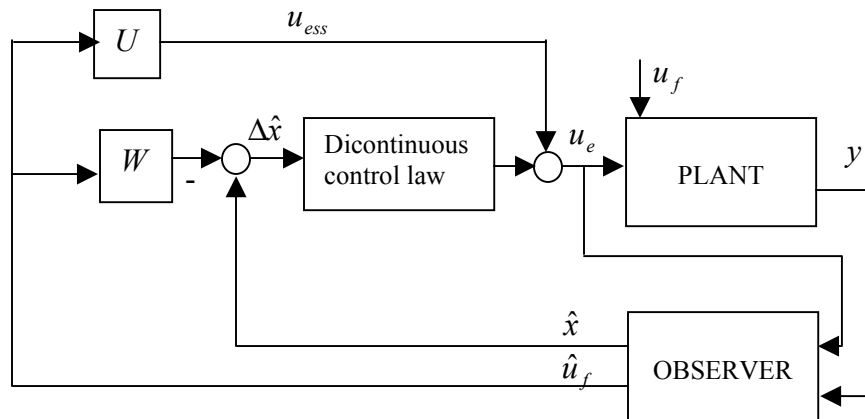 U
u_ess
u_f
W
-
Δx̂
Dicontinuous
control law
u_e
PLANT
y
x̂
û_f
OBSERVER